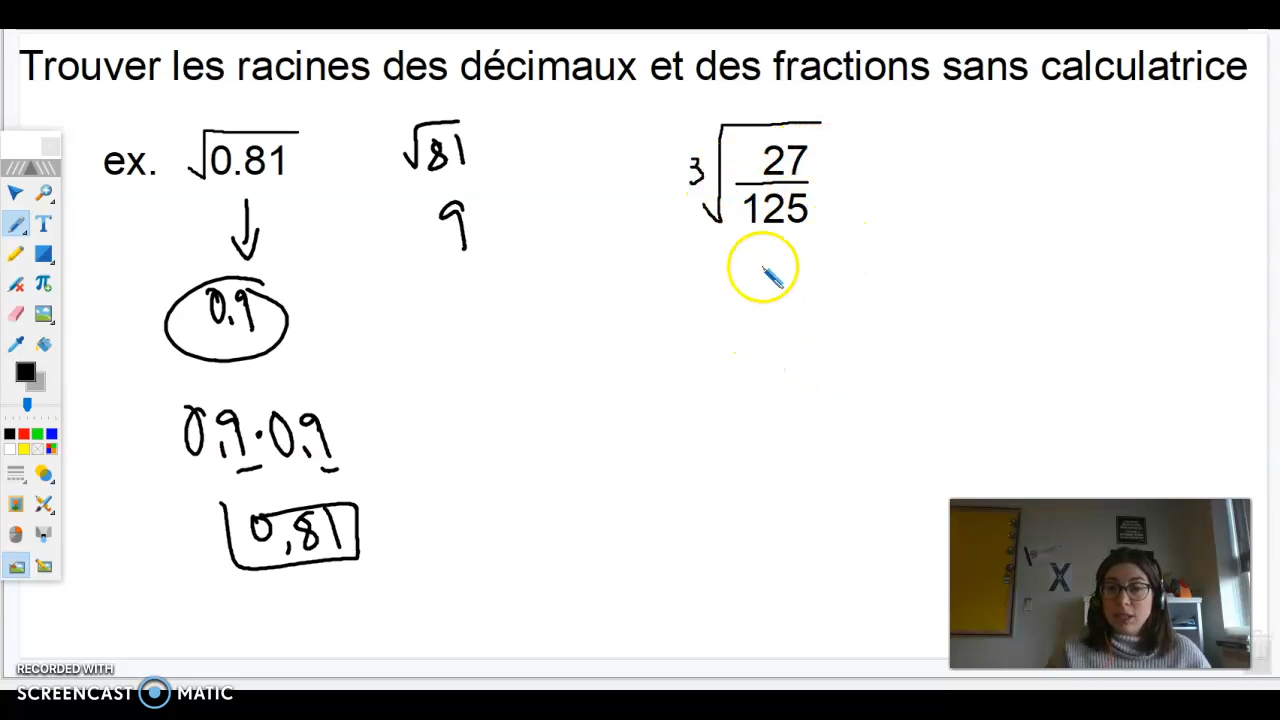 Trouver les racines des décimaux et des fractions sans calculatrice
ex. √0.81
√81
9
0,9
0,9 · 0,9
0,81
3√27/125
RECORDED WITH
SCREENCAST MATIC